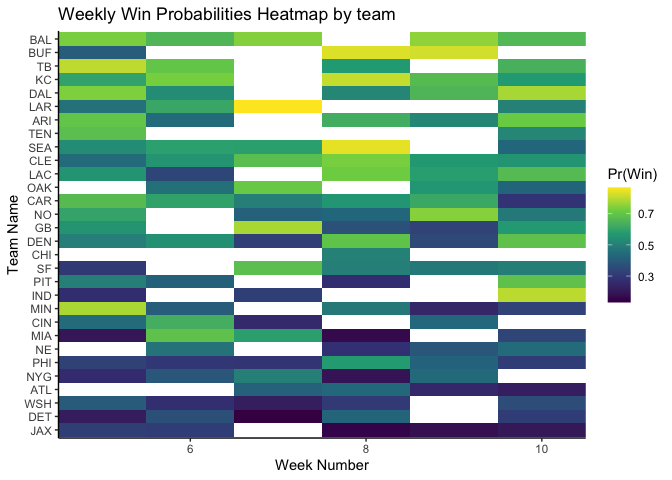 Weekly Win Probabilities Heatmap by team
BAL
BUF
TB
KC
DAL
LAR
ARI
TEN
SEA
CLE
LAC
OAK
CAR
NO
GB
DEN
CHI
SF
PIT
IND
MIN
CIN
MIA
NE
PHI
NYG
ATL
WSH
DET
JAX
Team Name
6
8
10
Week Number
Pr(Win)
0.7
0.5
0.3